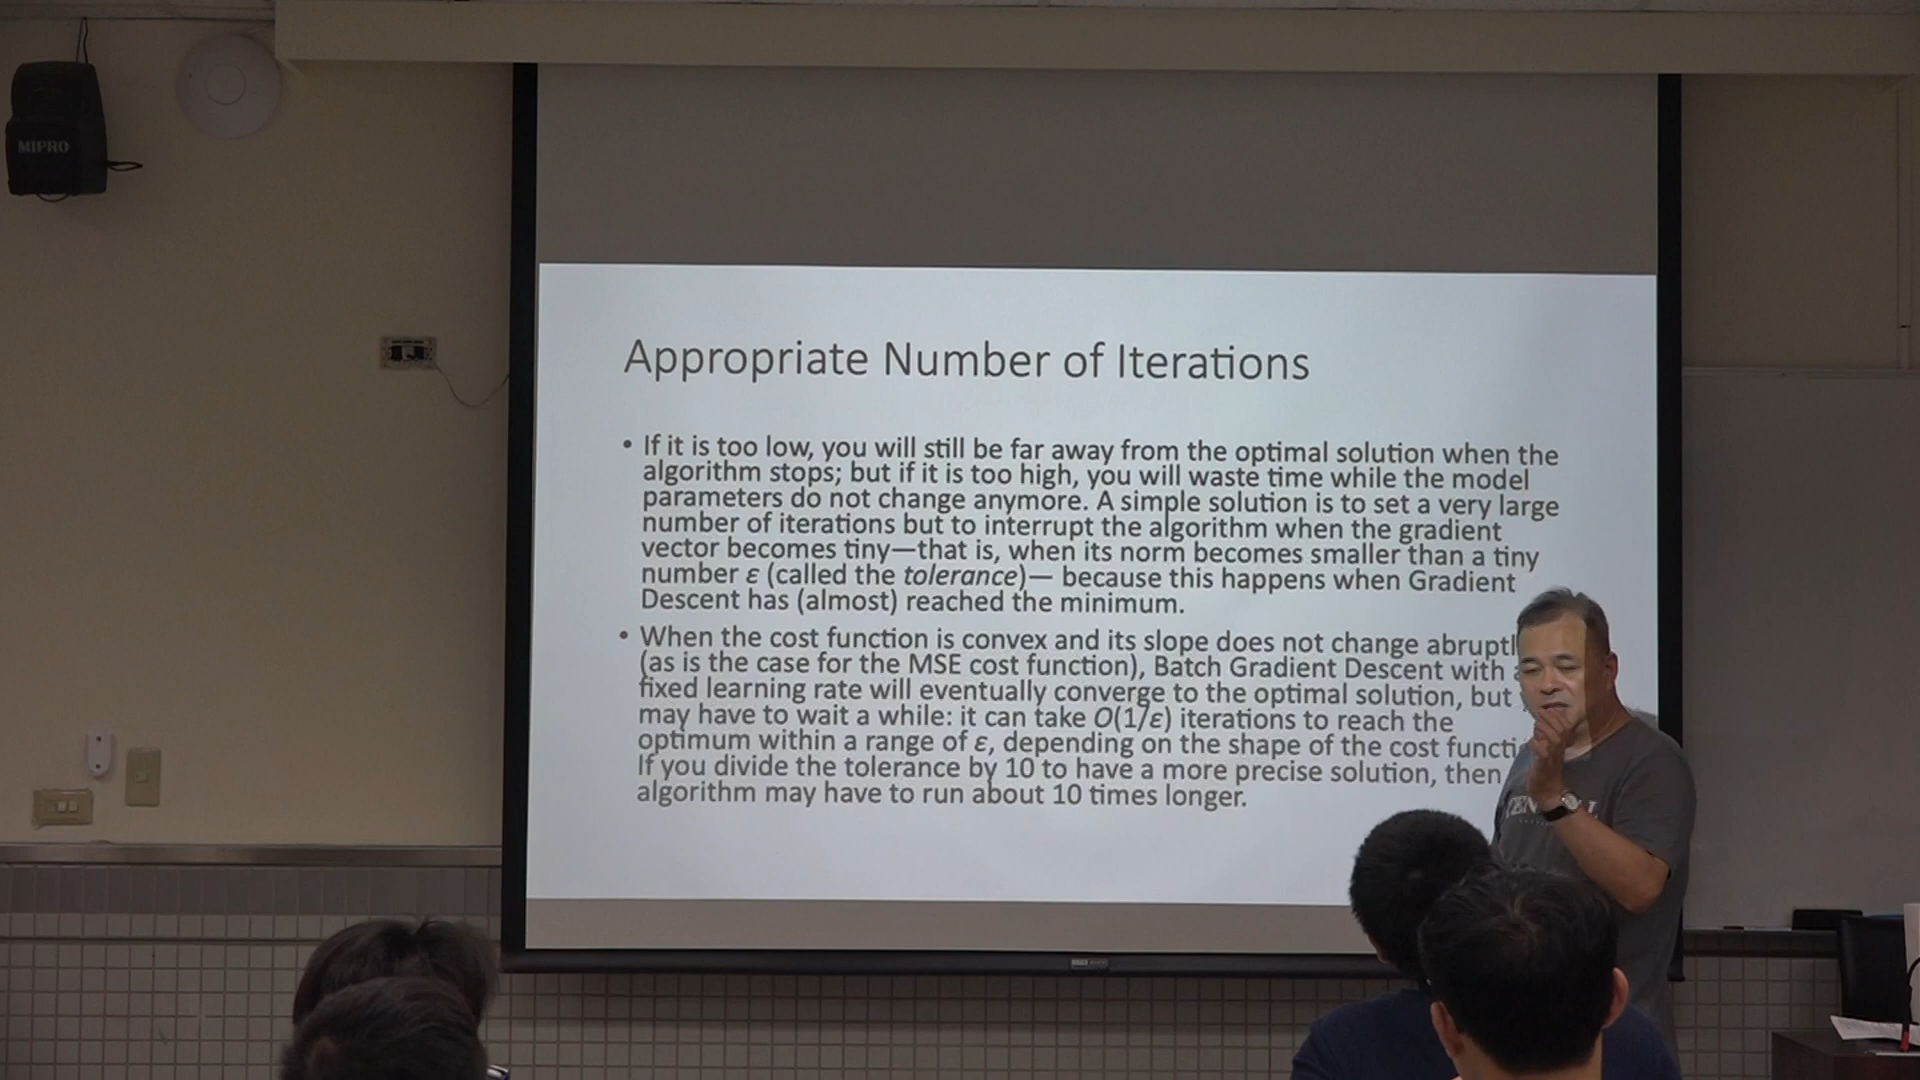 MIPRO
Appropriate Number of Iterations
• If it is too low, you will still be far away from the optimal solution when the
algorithm stops; but if it is too high, you will waste time while the model
parameters do not change anymore. A simple solution is to set a very large
number of iterations but to interrupt the algorithm when the gradient
vector becomes tiny—that is, when its norm becomes smaller than a tiny
number ε (called the tolerance)— because this happens when Gradient
Descent has (almost) reached the minimum.
• When the cost function is convex and its slope does not change abruptl
(as is the case for the MSE cost function), Batch Gradient Descent with
fixed learning rate will eventually converge to the optimal solution, but
may have to wait a while: it can take O(1/ε) iterations to reach the
optimum within a range of ε, depending on the shape of the cost functi
If you divide the tolerance by 10 to have a more precise solution, then
algorithm may have to run about 10 times longer.